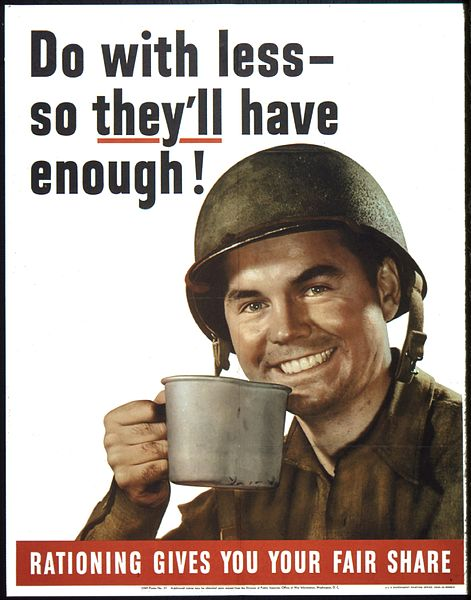 Do with less–
so they'll have
enough!
RATIONING GIVES YOU YOUR FAIR SHARE